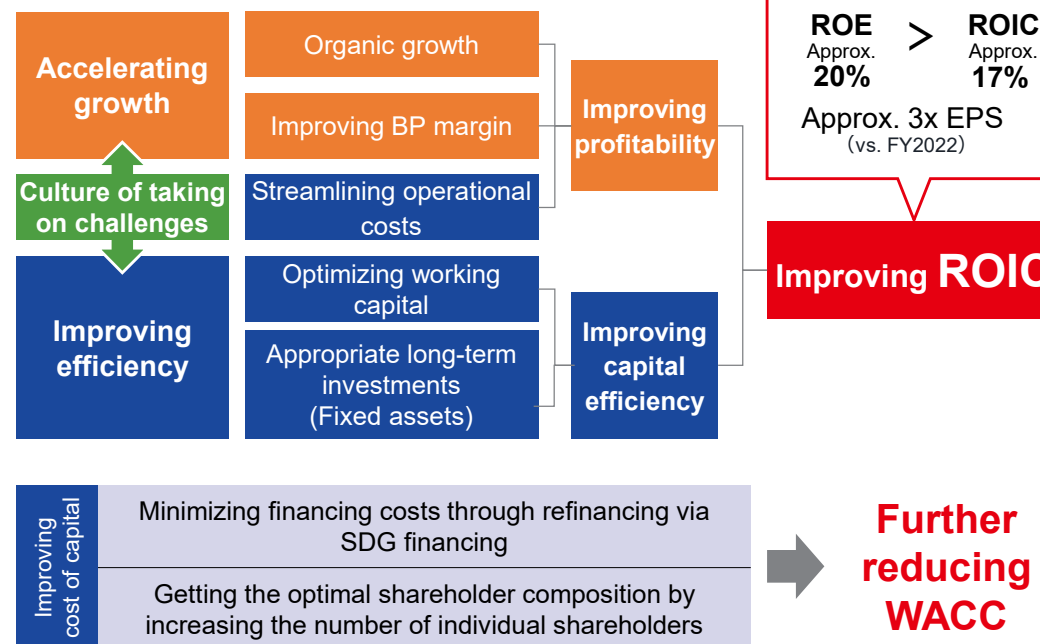 Accelerating
growth
Culture of taking
on challenges
Improving
efficiency
Organic growth
Improving BP margin
Streamlining operational
costs
Optimizing working
capital
Appropriate long-term
investments
(Fixed assets)
Improving
profitability
Improving
capital
efficiency
ROE > ROIC
Approx. Approx.
20% 17%
Approx. 3x EPS
(vs. FY2022)
Improving ROIC
Improving
cost of capital
Minimizing financing costs through refinancing via
SDG financing
Getting the optimal shareholder composition by
increasing the number of individual shareholders
Further
reducing
WACC